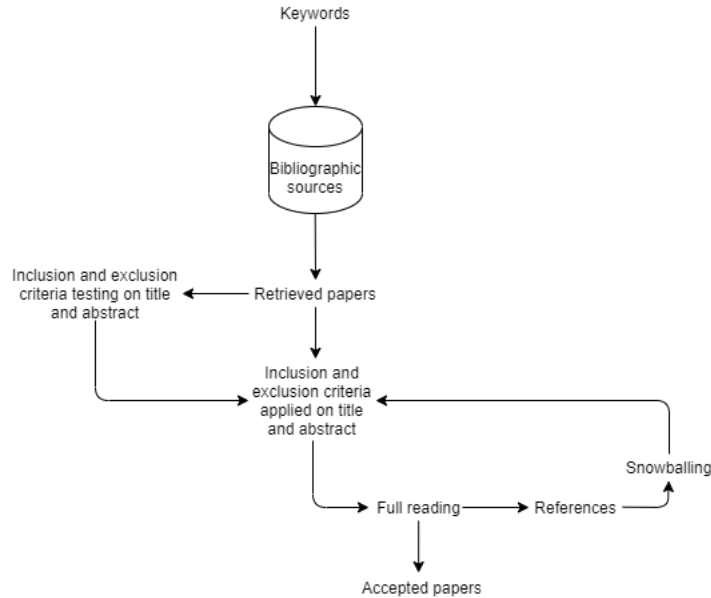 Keywords
Bibliographic
sources
Inclusion and exclusion
criteria testing on title
and abstract
Retrieved papers
Inclusion and
exclusion criteria
applied on title
and abstract
Snowballing
Full reading
References
Accepted papers